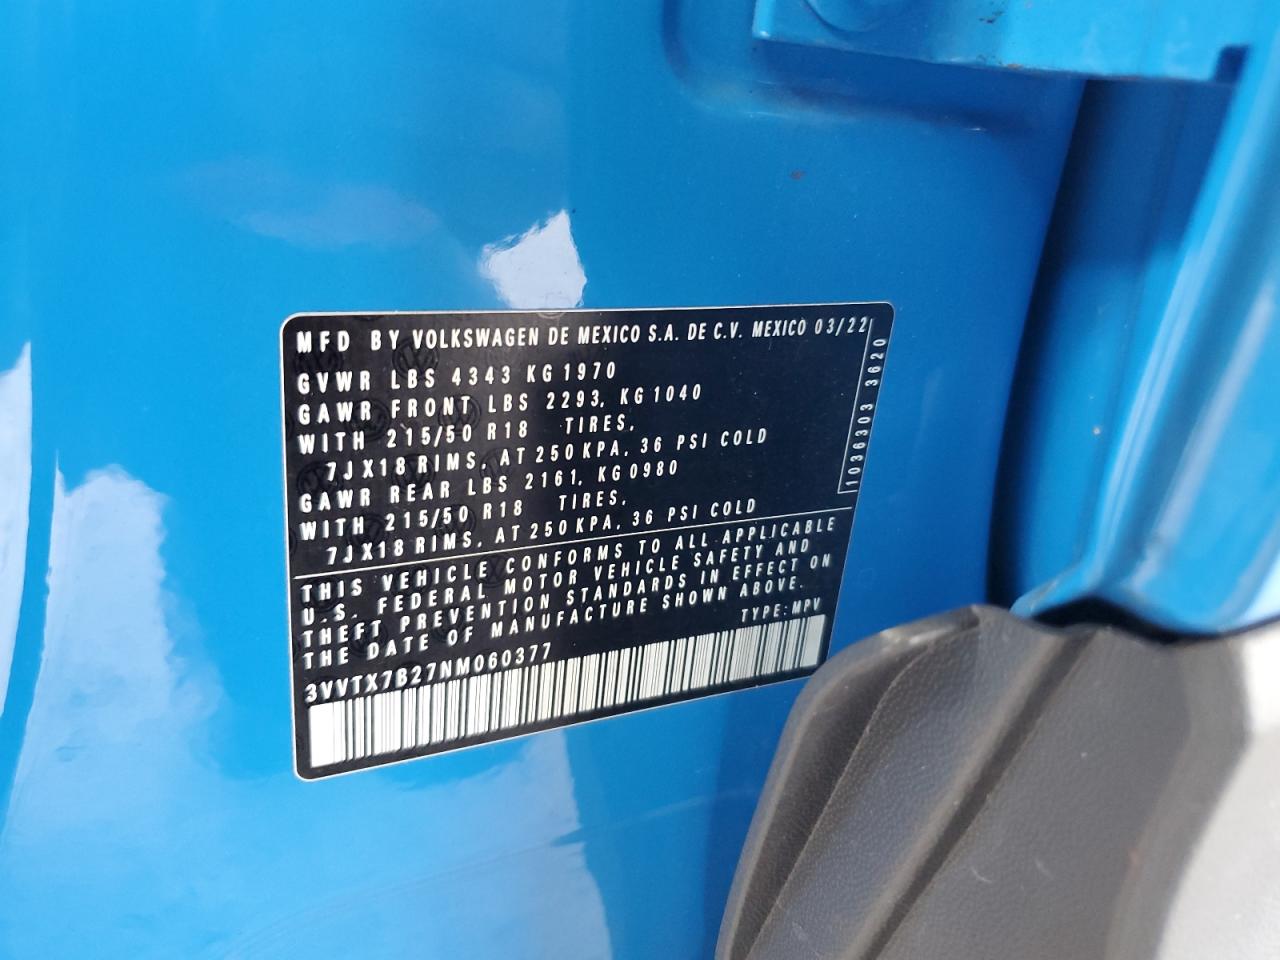 MFD BY VOLKSWAGEN DE MEXICO S.A. DE C.V. MEXICO 03/22
GVWR LBS 4343 KG 1970
GAWR FRONT LBS 2293, KG 1040
WITH 215/50 R18 TIRES,
7JX18 RIMS, AT 250 KPA, 36 PSI COLD
GAWR REAR LBS 2161, KG 0980
WITH 215/50 R18 TIRES,
7JX18 RIMS, AT 250 KPA, 36 PSI COLD
1036303 3620
THIS VEHICLE CONFORMS TO ALL APPLICABLE
U.S. FEDERAL MOTOR VEHICLE SAFETY AND
THEFT PREVENTION STANDARDS IN EFFECT ON
THE DATE OF MANUFACTURE SHOWN ABOVE.
TYPE: MPV
3VVTX7B27NM060377